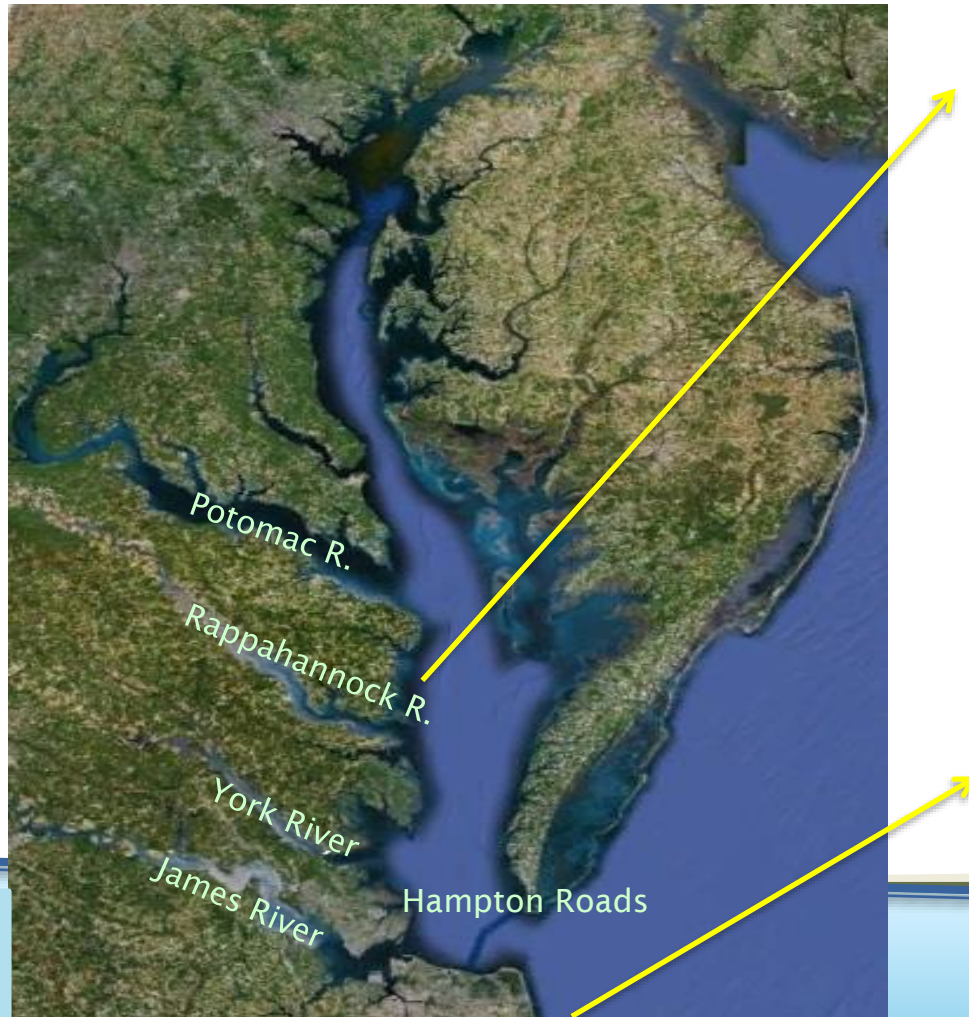 Potomac R.
Rappahannock R.
York River
James River
Hampton Roads